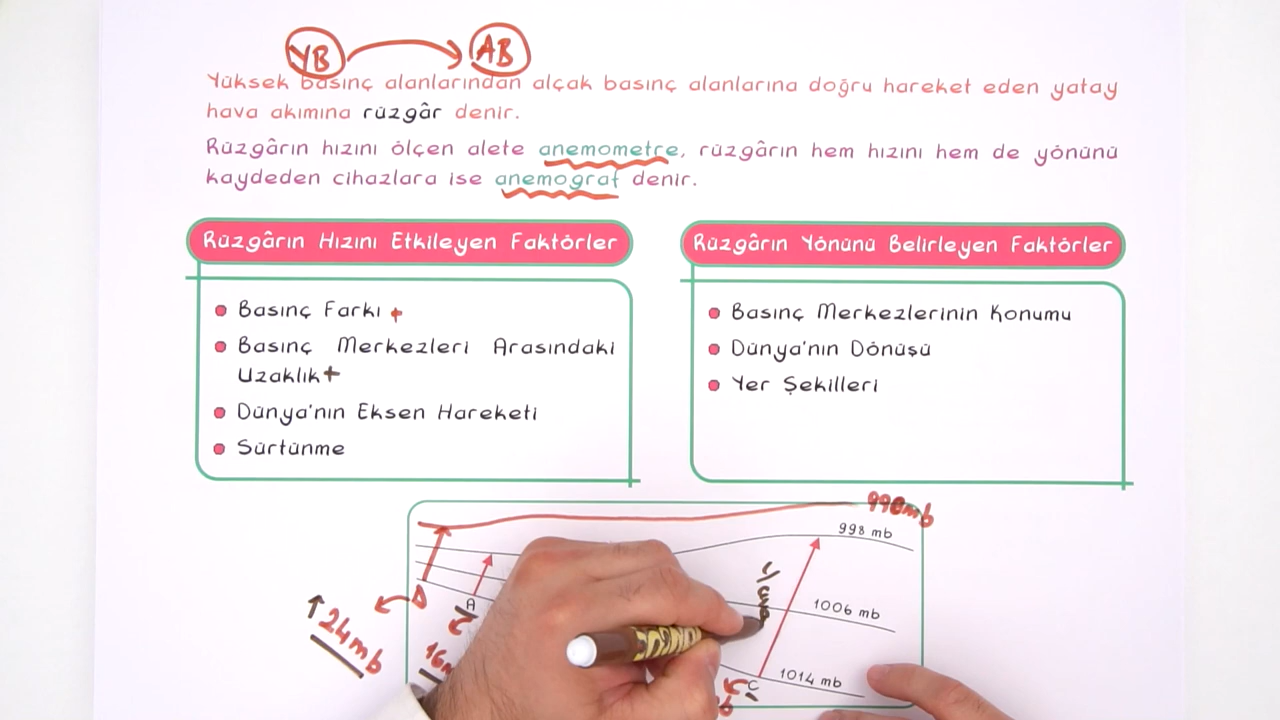 YB AB
Yüksek basınç alanlarından alçak basınç alanlarına doğru hareket eden yatay
hava akımına rüzgâr denir.
Rüzgârın hızını ölçen alete anemometre, rüzgârın hem hızını hem de yönünü
kaydeden cihazlara ise anemograf denir.
Rüzgârın Hızını Etkileyen Faktörler
Basınç Farkı +
Basınç Merkezleri Arasındaki
Uzaklık +
Dünya'nın Eksen Hareketi
Sürtünme
Rüzgârın Yönünü Belirleyen Faktörler
Basınç Merkezlerinin Konumu
Dünya'nın Dönüşü
Yer Şekilleri
990mb
998 mb
1006 mb
1014 mb
D
A
C
24mb